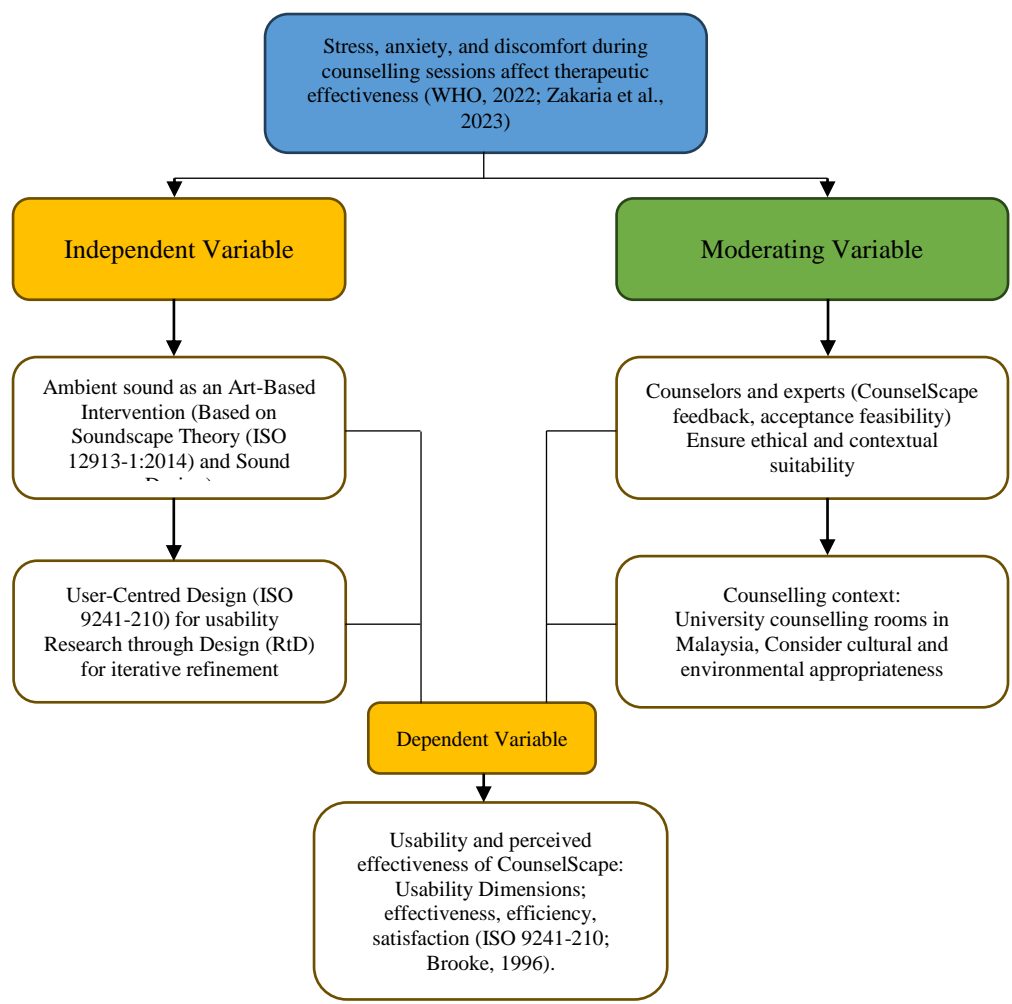 Stress, anxiety, and discomfort during
counselling sessions affect therapeutic
effectiveness (WHO, 2022; Zakaria et al.,
2023)
Independent Variable
Moderating Variable
Ambient sound as an Art-Based
Intervention (Based on
Soundscape Theory (ISO
12913-1:2014) and Sound
Counselors and experts (CounselScape
feedback, acceptance feasibility)
Ensure ethical and contextual
suitability
User-Centred Design (ISO
9241-210) for usability
Research through Design (RtD)
for iterative refinement
Counselling context:
University counselling rooms in
Malaysia, Consider cultural and
environmental appropriateness
Dependent Variable
Usability and perceived
effectiveness of CounselScape:
Usability Dimensions;
effectiveness, efficiency,
satisfaction (ISO 9241-210;
Brooke, 1996).